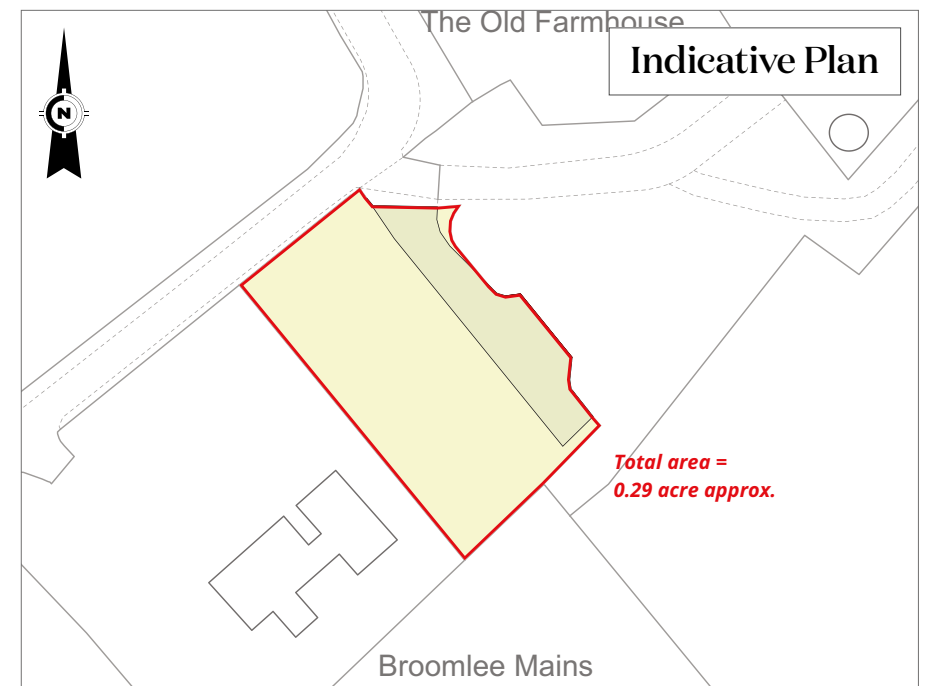 The Old Farmhouse
Indicative Plan
N
Total area =
0.29 acre approx.
Broomlee Mains